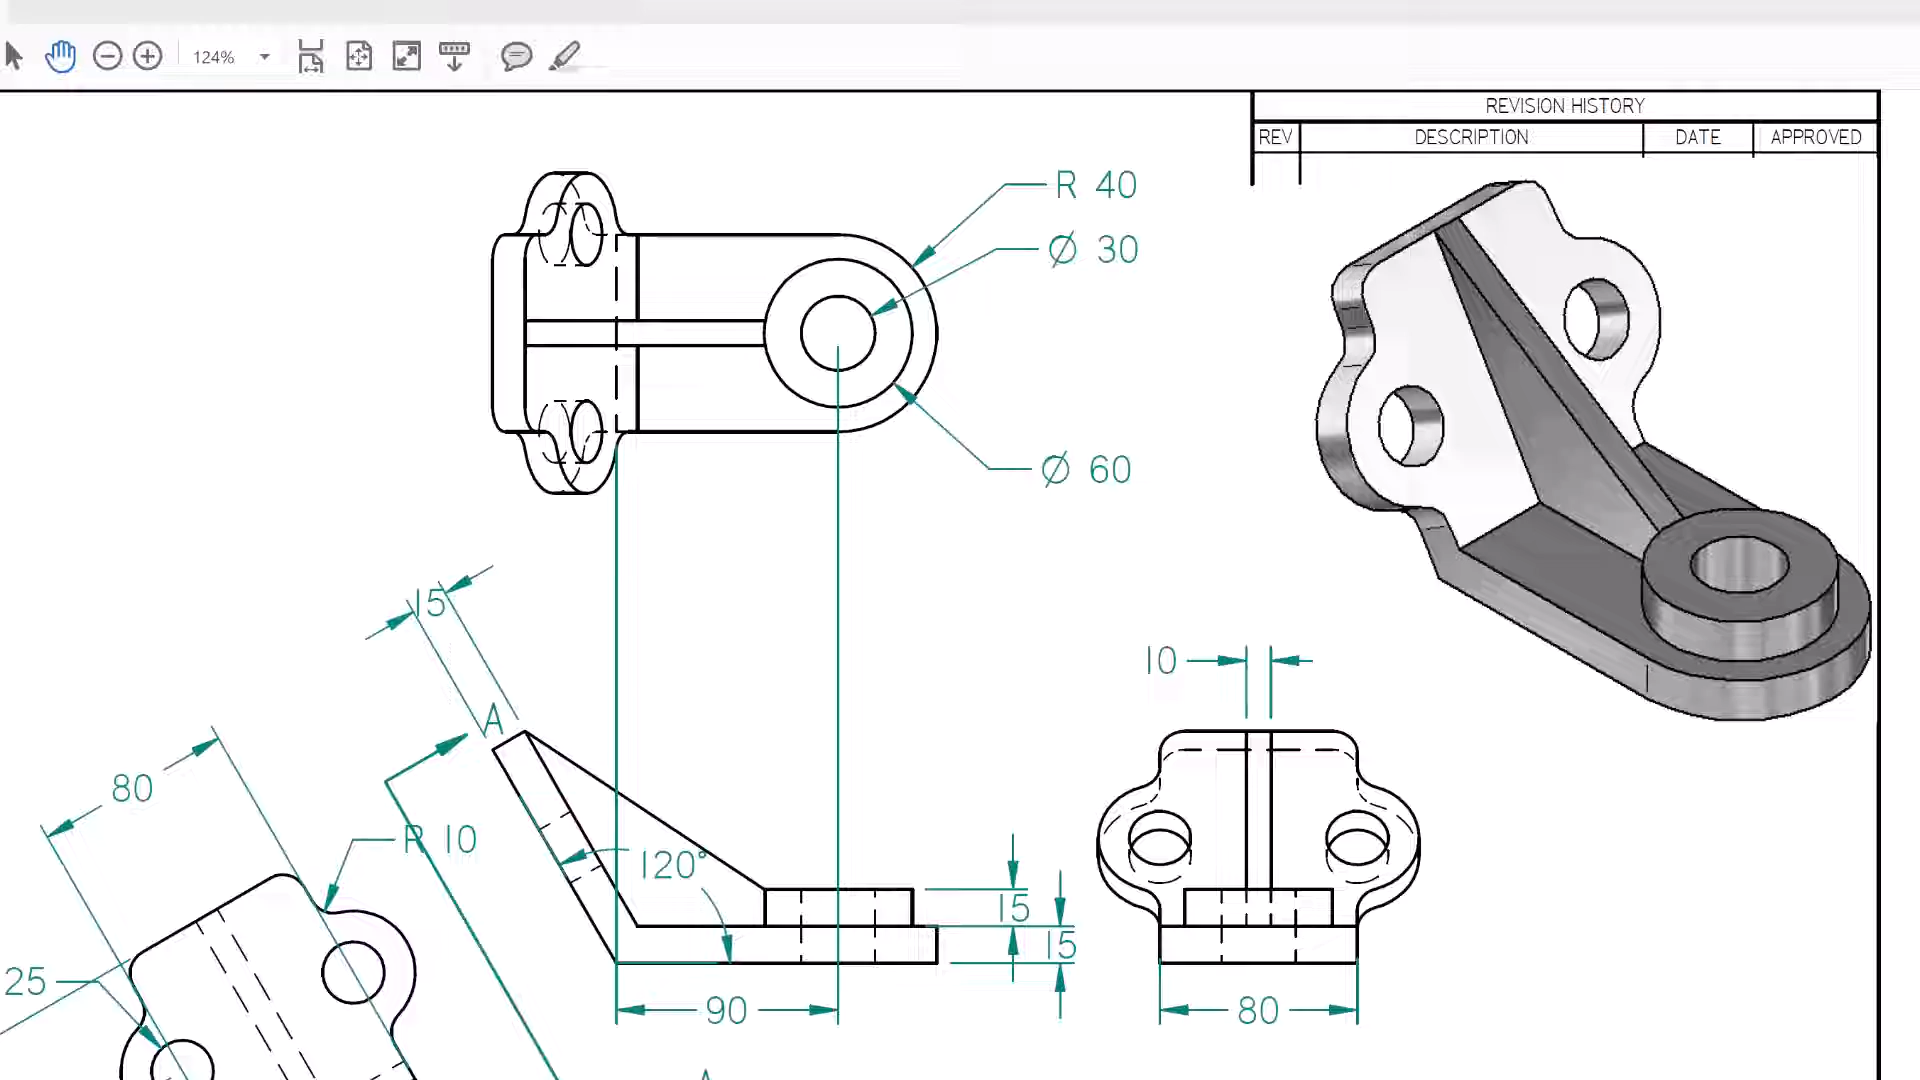 124%
REVISION HISTORY
REV DESCRIPTION DATE APPROVED
R 40
Ø 30
Ø 60
15
A
80
R 10
120°
10
15
15
25
90
80